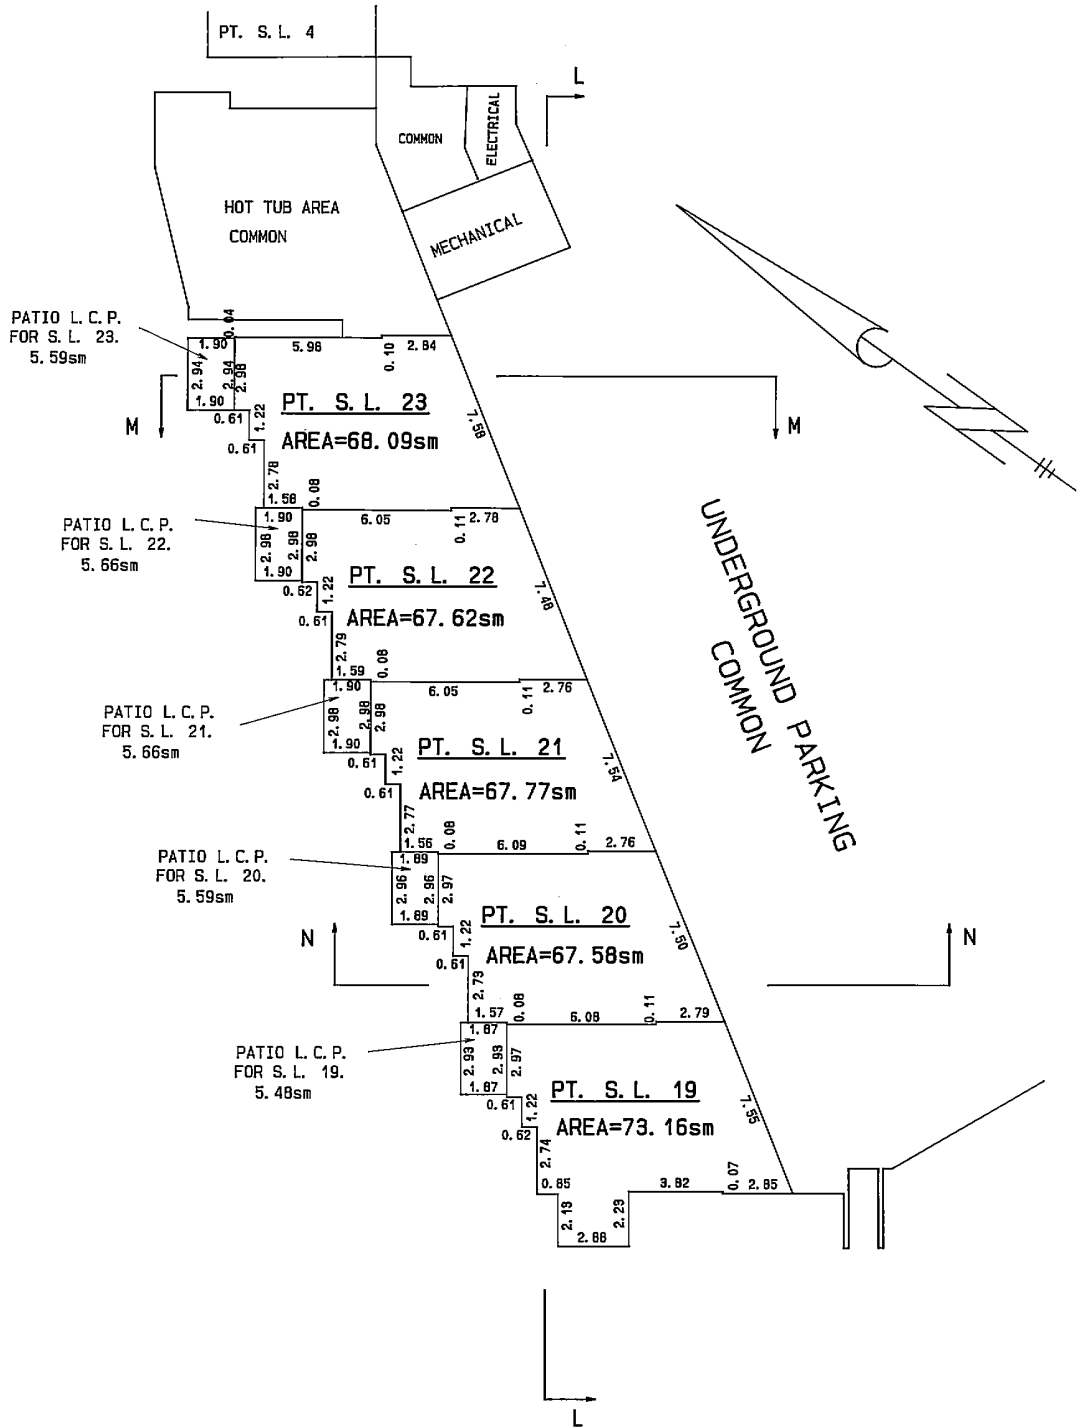 PT. S. L. 4
L
COMMON
ELECTRICAL
HOT TUB AREA
COMMON
MECHANICAL
PATIO L. C. P.
FOR S. L. 23.
5.59sm
0.04
1.90
5.98
0.10
2.84
2.94
2.94
2.98
1.90
0.61
1.22
0.61
2.78
1.58
PT. S. L. 23
AREA=68.09sm
7.58
M
M
PATIO L. C. P.
FOR S. L. 22.
5.66sm
0.08
1.90
6.05
0.11
2.78
2.98
2.98
2.98
1.90
0.62
1.22
0.61
2.79
1.59
PT. S. L. 22
AREA=67.62sm
7.48
UNDERGROUND PARKING
COMMON
PATIO L. C. P.
FOR S. L. 21.
5.66sm
0.08
1.90
6.05
0.11
2.76
2.98
2.98
2.98
1.90
0.61
1.22
0.61
2.77
1.56
PT. S. L. 21
AREA=67.77sm
7.54
PATIO L. C. P.
FOR S. L. 20.
5.59sm
0.08
1.89
6.09
0.11
2.76
2.96
2.96
2.97
1.89
0.61
1.22
0.61
2.73
1.57
PT. S. L. 20
AREA=67.58sm
7.50
N
N
PATIO L. C. P.
FOR S. L. 19.
5.48sm
0.08
1.87
6.08
0.11
2.79
2.93
2.93
2.97
1.87
0.61
1.22
0.62
2.74
0.85
PT. S. L. 19
AREA=73.16sm
7.55
2.13
2.88
2.23
3.82
0.07
2.85
L